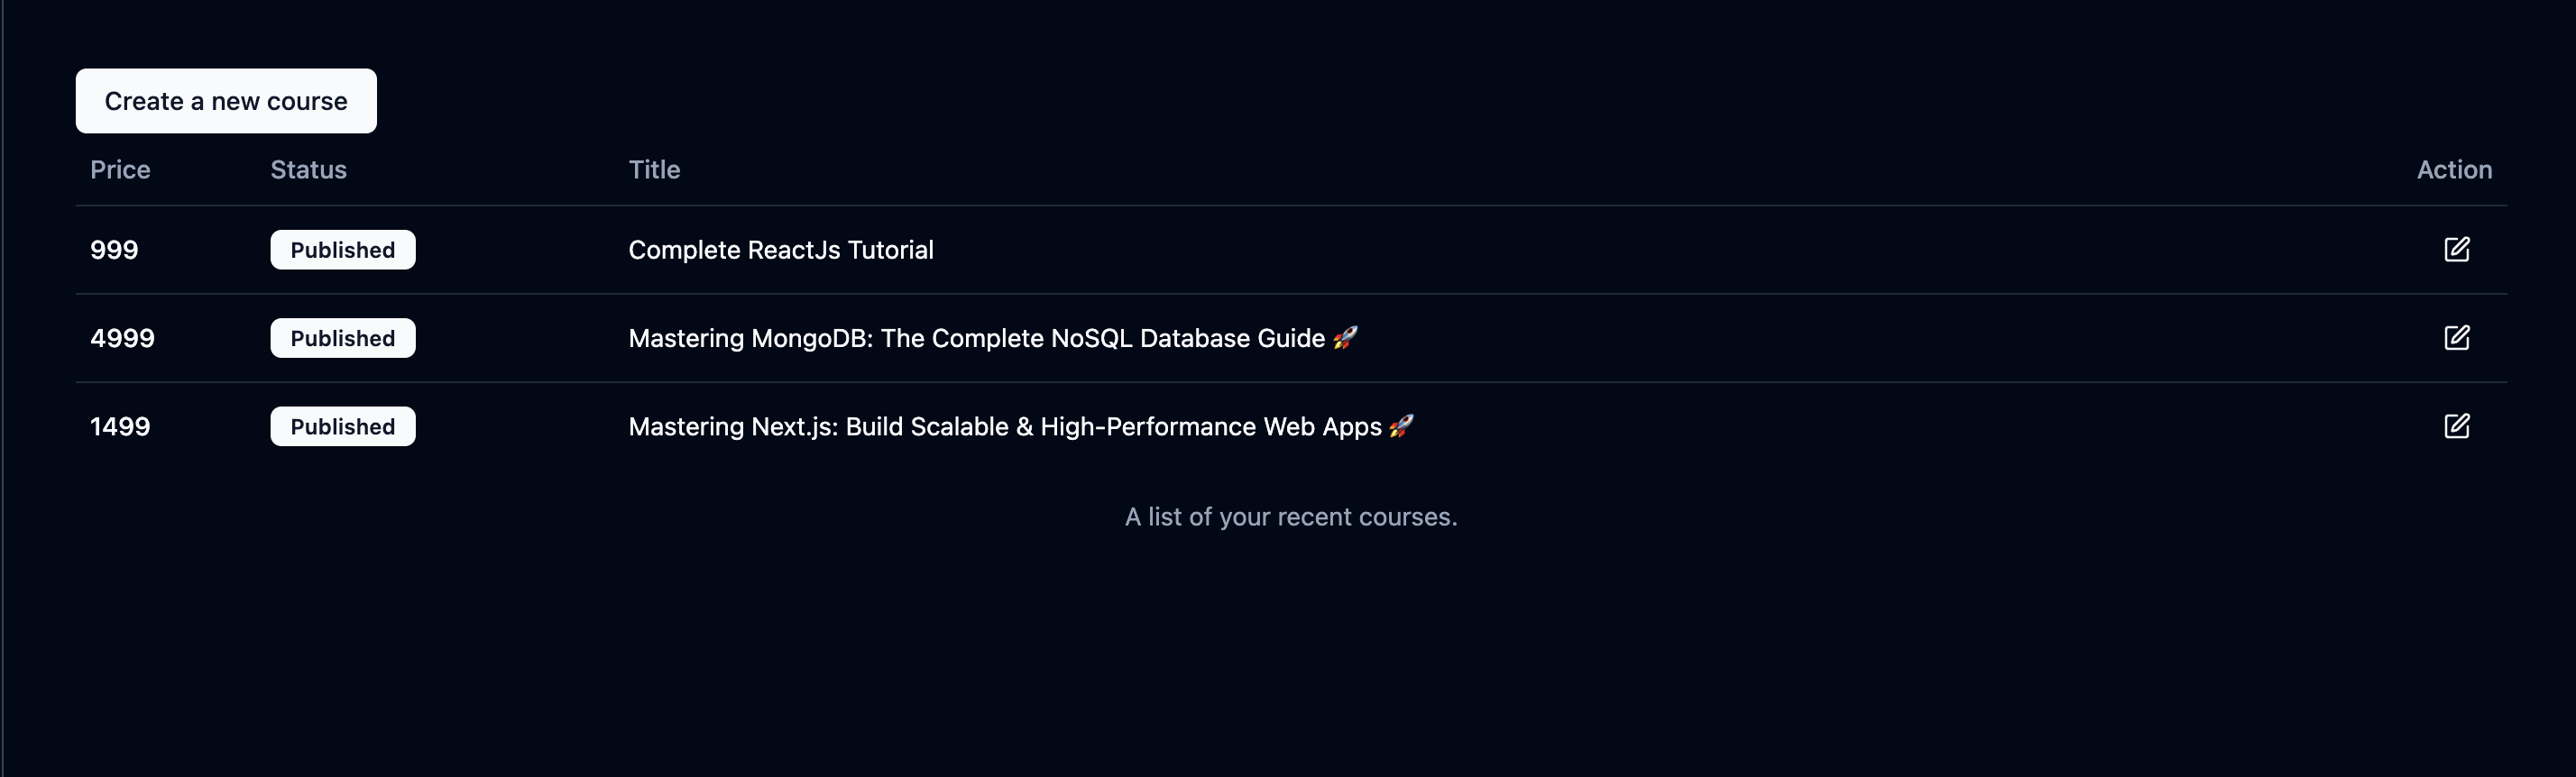 Create a new course
Price Status Title Action
999 Published Complete ReactJs Tutorial
4999 Published Mastering MongoDB: The Complete NoSQL Database Guide 🚀
1499 Published Mastering Next.js: Build Scalable & High-Performance Web Apps 🚀
A list of your recent courses.